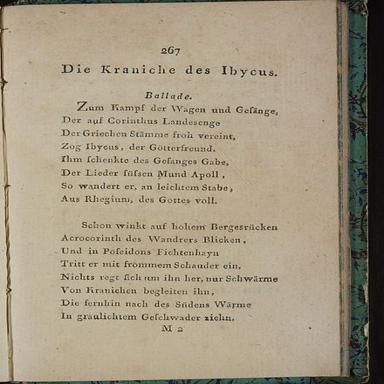 267
Die Kraniche des Ibycus.
Ballade.
Zum Kampf der Wagen und Gesänge,
Der auf Corinthus Landesenge
Der Griechen Stämme froh vereint,
Zog Ibycus, der Götterfreund.
Ihm schenkte des Gesanges Gabe,
Der Lieder süssen Mund Apoll,
So wandert er, an leichtem Stabe,
Aus Rhegium, des Gottes voll.
Schon winkt auf hohem Bergesrücken
Acrocorinth des Wandrers Blicken,
Und in Poseidons Fichtenhayn
Tritt er mit frommem Schauder ein.
Nichts regt sich um ihn her, nur Schwärme
Von Kranichen begleiten ihn,
Die fernhin nach des Südens Wärme
In graulichtem Geschwader ziehn.
M 2